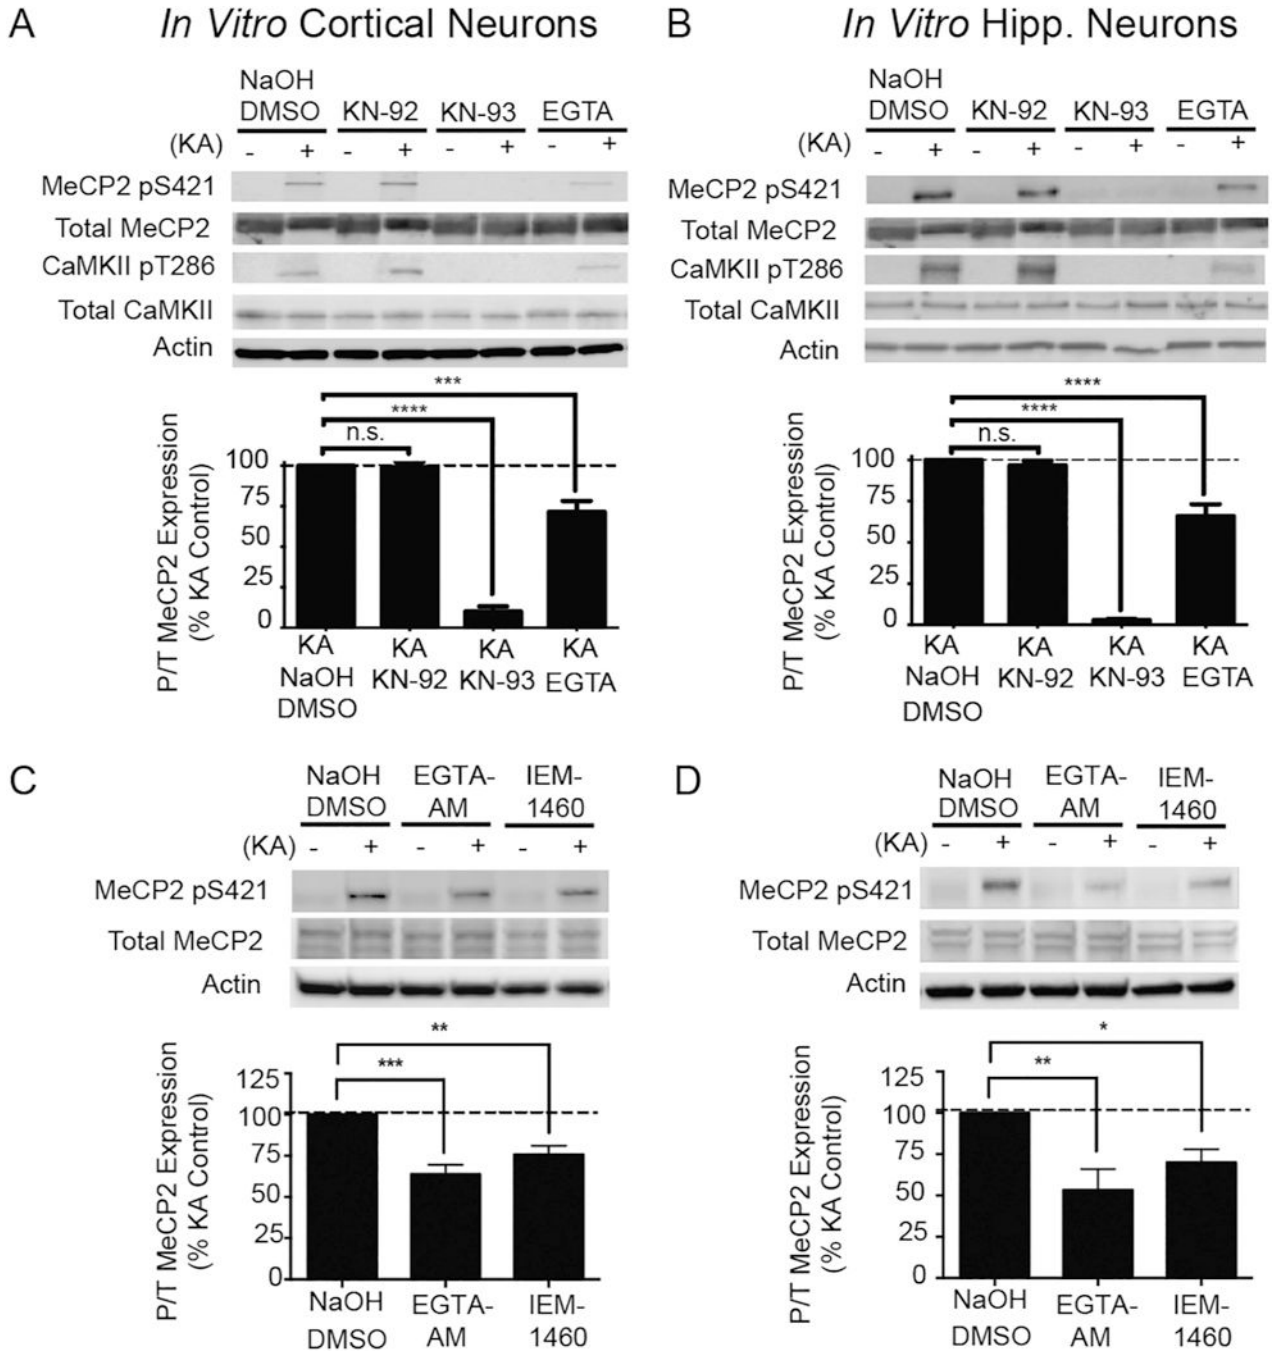 A
In Vitro Cortical Neurons
NaOH
DMSO KN-92 KN-93 EGTA
(KA) - + - + - + - +
MeCP2 pS421
Total MeCP2
CaMKII pT286
Total CaMKII
Actin
***
****
n.s.
P/T MeCP2 Expression
(% KA Control)
100
75
50
25
0
KA KA KA KA
NaOH KN-92 KN-93 EGTA
DMSO
B
In Vitro Hipp. Neurons
NaOH
DMSO KN-92 KN-93 EGTA
(KA) - + - + - + - +
MeCP2 pS421
Total MeCP2
CaMKII pT286
Total CaMKII
Actin
****
****
n.s.
P/T MeCP2 Expression
(% KA Control)
100
75
50
25
0
KA KA KA KA
NaOH KN-92 KN-93 EGTA
DMSO
C
NaOH EGTA- IEM-
DMSO AM 1460
(KA) - + - + - +
MeCP2 pS421
Total MeCP2
Actin
**
***
P/T MeCP2 Expression
(% KA Control)
125
100
75
50
25
0
NaOH EGTA- IEM-
DMSO AM 1460
D
NaOH EGTA- IEM-
DMSO AM 1460
(KA) - + - + - +
MeCP2 pS421
Total MeCP2
Actin
*
**
P/T MeCP2 Expression
(% KA Control)
125
100
75
50
25
0
NaOH EGTA- IEM-
DMSO AM 1460